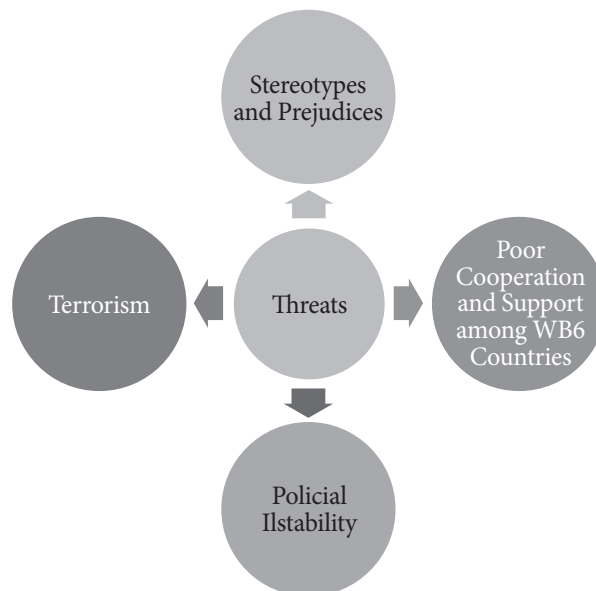 Stereotypes
and Prejudices
Terrorism
Threats
Poor
Cooperation
and Support
among WB6
Countries
Policial
Ilstability